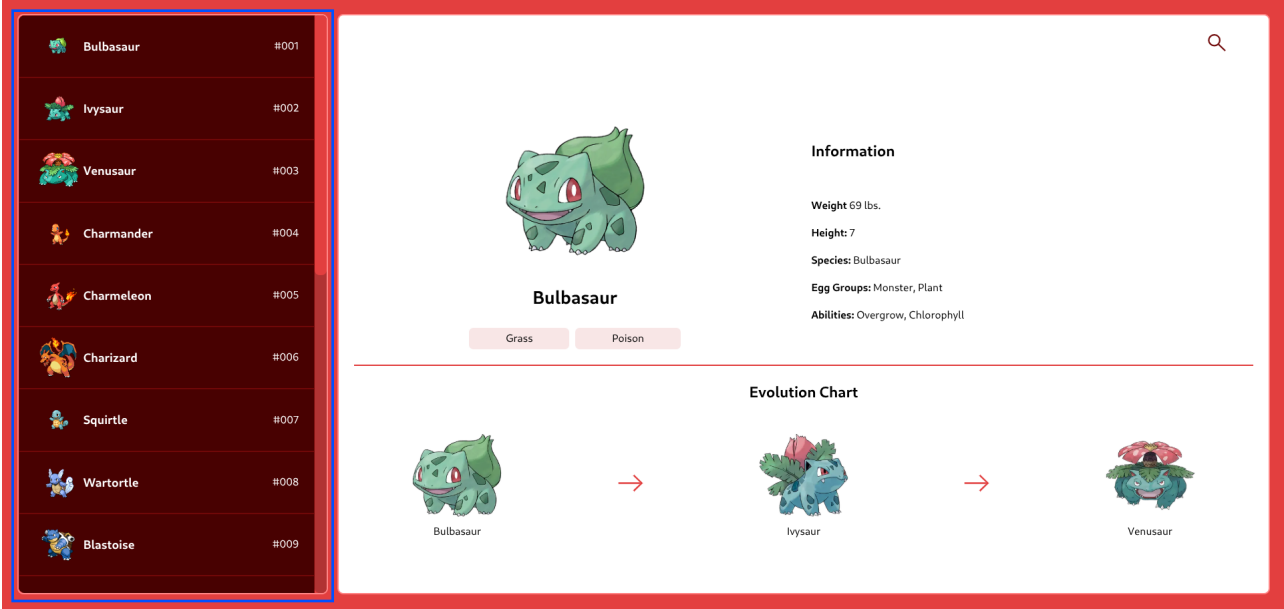 Bulbasaur #001
Ivysaur #002
Venusaur #003
Charmander #004
Charmeleon #005
Charizard #006
Squirtle #007
Wartortle #008
Blastoise #009
Bulbasaur
Grass Poison
Information
Weight 69 lbs.
Height: 7
Species: Bulbasaur
Egg Groups: Monster, Plant
Abilities: Overgrow, Chlorophyll
Evolution Chart
Bulbasaur Ivysaur Venusaur